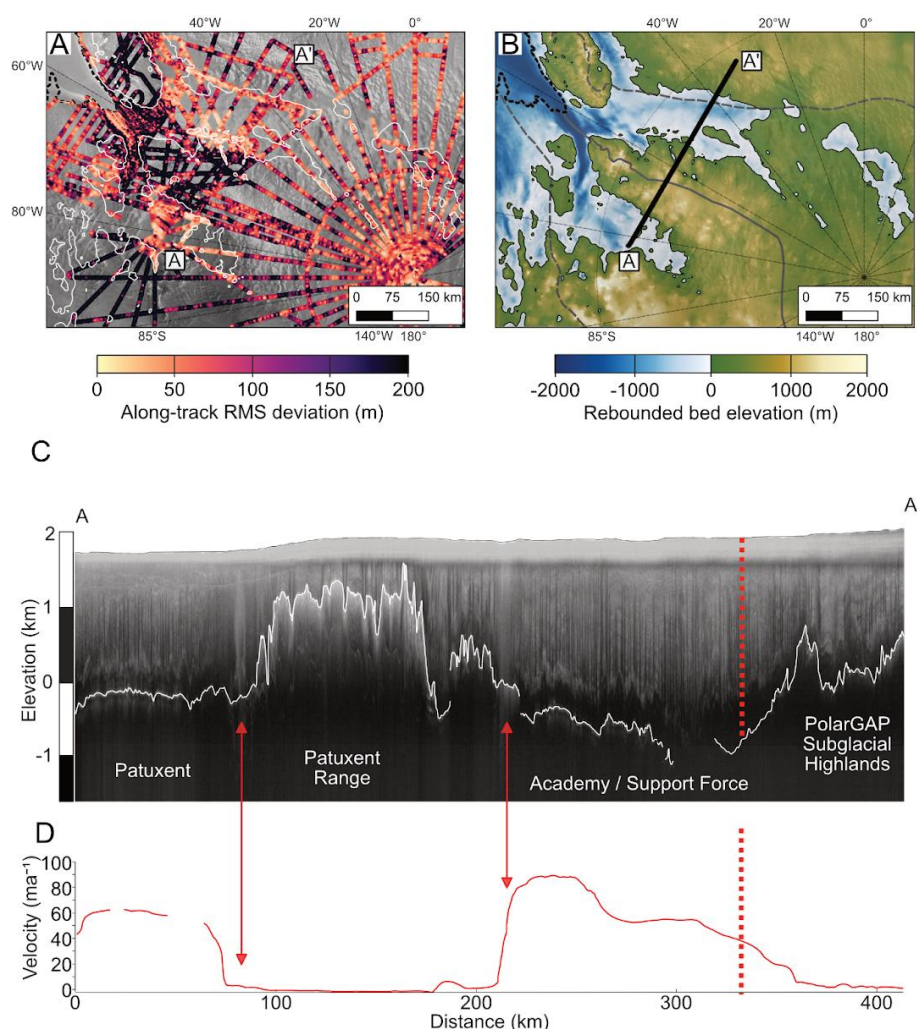 40°W 20°W 0°
A
60°W
A'
80°W
A
0 75 150 km
85°S
140°W 180°
0 50 100 150 200
Along-track RMS deviation (m)
40°W 20°W 0°
B
60°W
A'
80°W
A
0 75 150 km
85°S
140°W 180°
-2000 -1000 0 1000 2000
Rebounded bed elevation (m)
C
A A
2
1
0
-1
Elevation (km)
Patuxent
Patuxent
Range
Academy / Support Force
PolarGAP
Subglacial
Highlands
D
100
80
60
40
20
0
Velocity (ma⁻¹)
0 100 200 300 400
Distance (km)